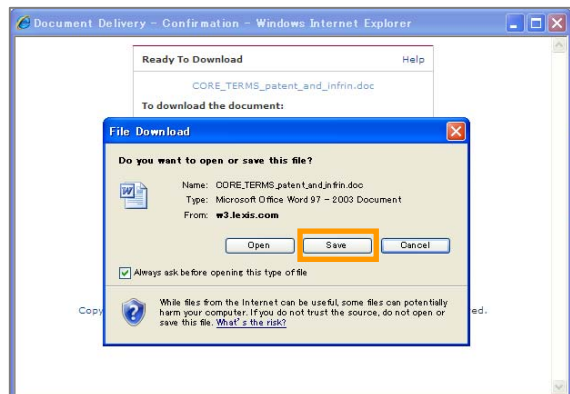 Document Delivery - Confirmation - Windows Internet Explorer
Ready To Download Help
CORE_TERMS_patent_and_infrin.doc
To download the document:
File Download
Do you want to open or save this file?
Name: CORE_TERMS_patent_and_infrin.doc
Type: Microsoft Office Word 97 - 2003 Document
From: w3.lexis.com
Open Save Cancel
Always ask before opening this type of file
While files from the Internet can be useful, some files can potentially
harm your computer. If you do not trust the source, do not open or
save this file. What's the risk?
Copy
ed.